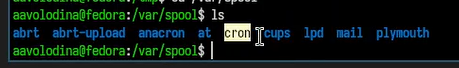 aavolodina@fedora:/var/spool$ ls
abrt abrt-upload anacron at cron cups lpd mail plymouth
aavolodina@fedora:/var/spool$